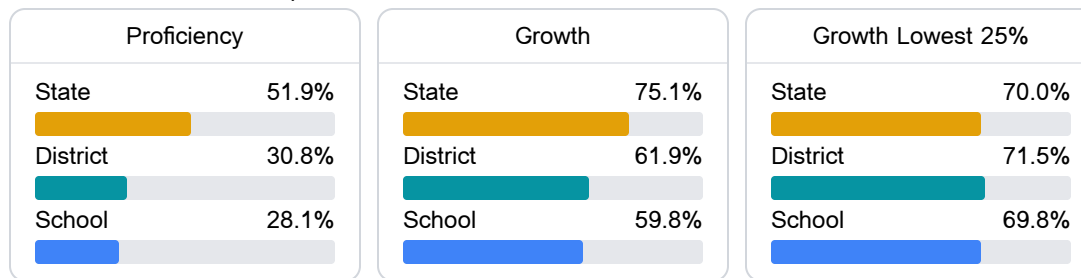 Proficiency
State 51.9%
District 30.8%
School 28.1%
Growth
State 75.1%
District 61.9%
School 59.8%
Growth Lowest 25%
State 70.0%
District 71.5%
School 69.8%